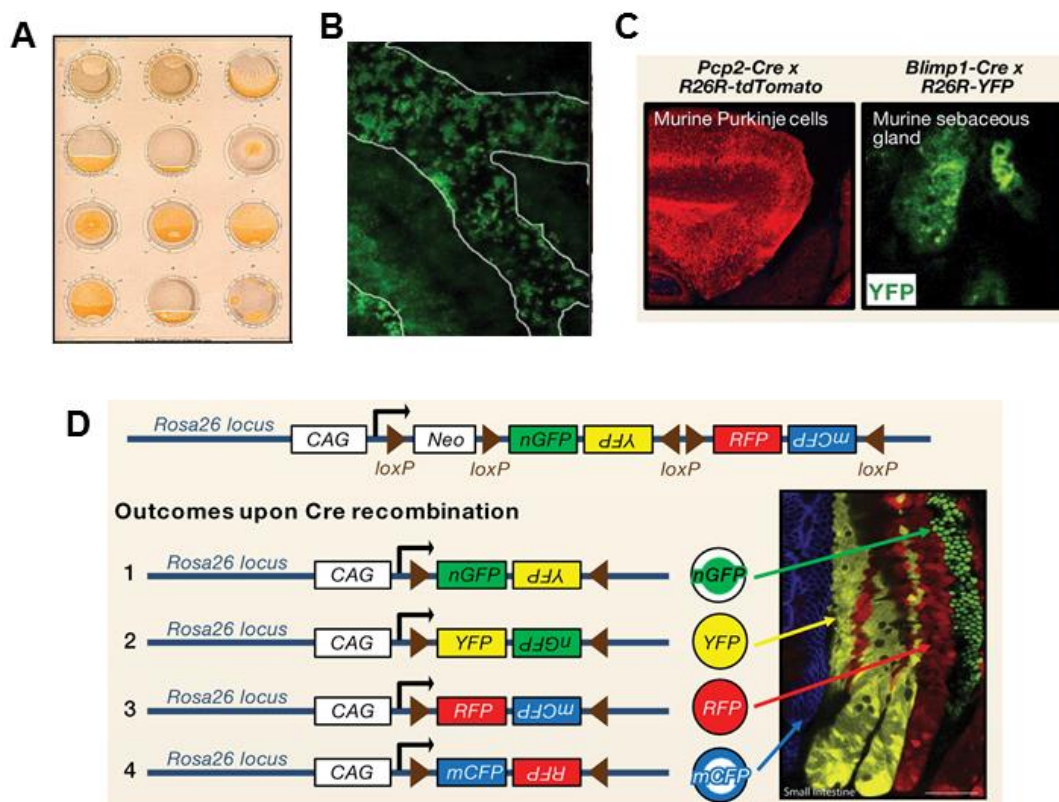 A
B
C
Pcp2-Cre x
R26R-tdTomato
Blimp1-Cre x
R26R-YFP
Murine Purkinje cells
Murine sebaceous
gland
YFP
D
Rosa26 locus
CAG
Neo
nGFP
YFP
RFP
mCFP
loxP
loxP
loxP
loxP
Outcomes upon Cre recombination
1
Rosa26 locus
CAG
nGFP
YFP
nGFP
2
Rosa26 locus
CAG
YFP
nGFP
YFP
3
Rosa26 locus
CAG
RFP
mCFP
RFP
4
Rosa26 locus
CAG
mCFP
RFP
mCFP
Small Intestine